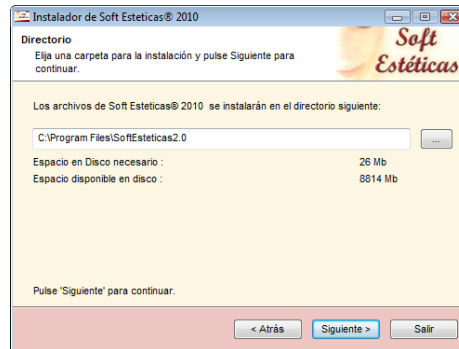 Instalador de Soft Esteticas® 2010
Directorio
Elija una carpeta para la instalación y pulse Siguiente para
continuar.
Soft
Estéticas
Los archivos de Soft Esteticas® 2010 se instalarán en el directorio siguiente:
C:\Program Files\SoftEsteticas2.0
...
Espacio en Disco necesario : 26 Mb
Espacio disponible en disco : 8814 Mb
Pulse 'Siguiente' para continuar.
< Atrás Siguiente > Salir